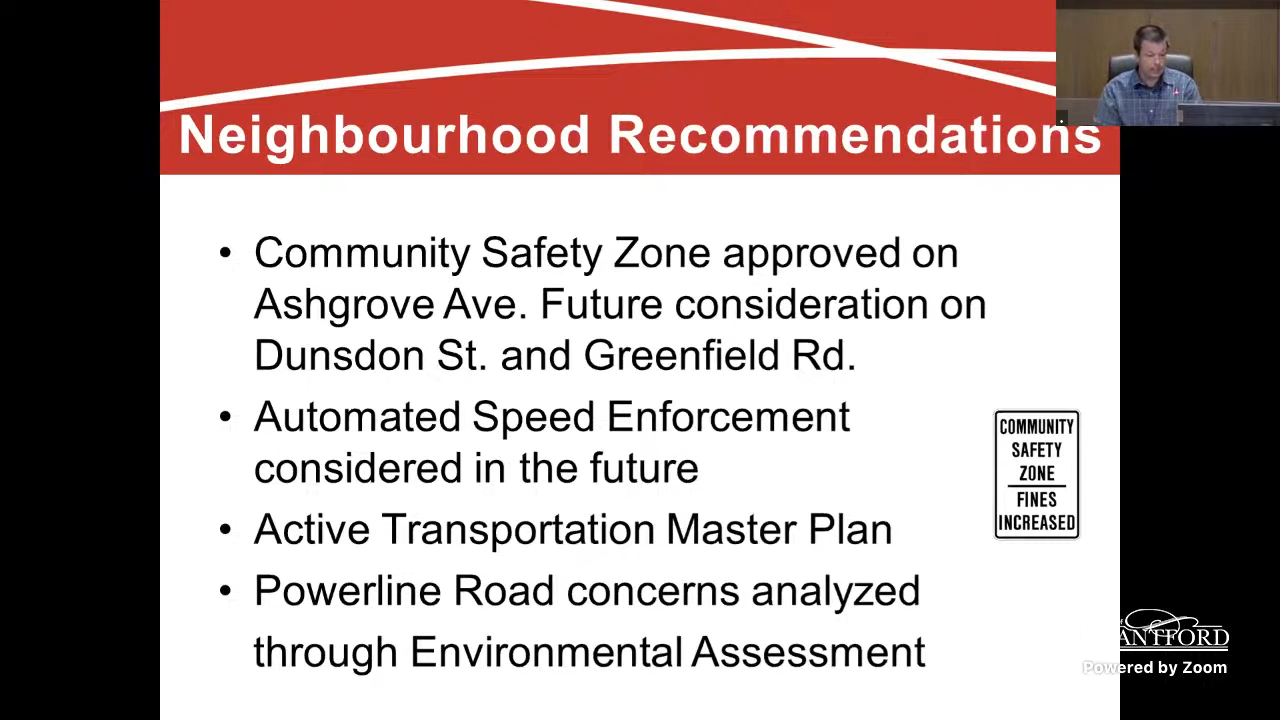 Neighbourhood Recommendations
• Community Safety Zone approved on
Ashgrove Ave. Future consideration on
Dunsdon St. and Greenfield Rd.
• Automated Speed Enforcement
considered in the future
• Active Transportation Master Plan
• Powerline Road concerns analyzed
through Environmental Assessment
COMMUNITY
SAFETY
ZONE
FINES
INCREASED
ANTFORD
Powered by Zoom